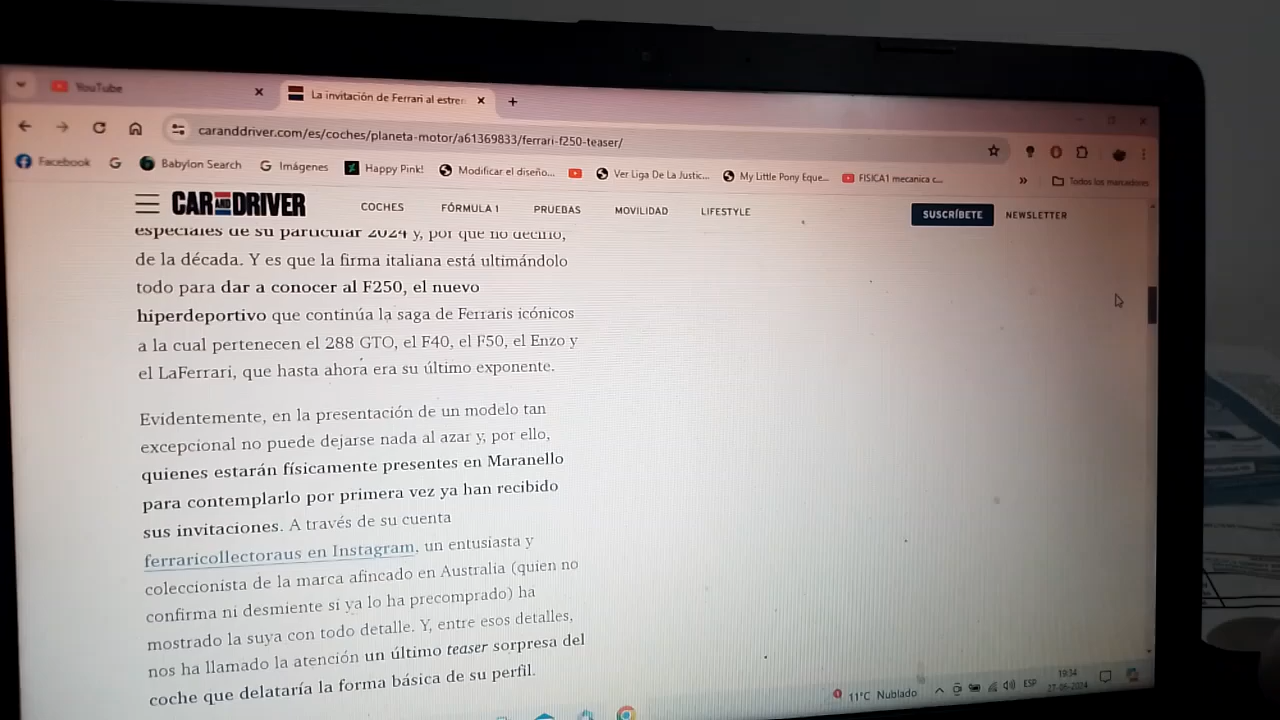 YouTube
La invitación de Ferrari al estren
caranddriver.com/es/coches/planeta-motor/a61369833/ferrari-f250-teaser/
Facebook
Babylon Search
Imágenes
Happy Pink!
Modificar el diseño...
Ver Liga De La Justic...
My Little Pony Eque...
FISICA1 mecanica c...
»
Todos los marcadores
CAR AND DRIVER
COCHES
FÓRMULA 1
PRUEBAS
MOVILIDAD
LIFESTYLE
SUSCRÍBETE
NEWSLETTER
especiales de su particular 2024 y, por qué no decirlo,
de la década. Y es que la firma italiana está ultimándolo
todo para dar a conocer al F250, el nuevo
hiperdeportivo que continúa la saga de Ferraris icónicos
a la cual pertenecen el 288 GTO, el F40, el F50, el Enzo y
el LaFerrari, que hasta ahora era su último exponente.
Evidentemente, en la presentación de un modelo tan
excepcional no puede dejarse nada al azar y, por ello,
quienes estarán físicamente presentes en Maranello
para contemplarlo por primera vez ya han recibido
sus invitaciones. A través de su cuenta
ferraricollectoraus en Instagram, un entusiasta y
coleccionista de la marca afincado en Australia (quien no
confirma ni desmiente si ya lo ha precomprado) ha
mostrado la suya con todo detalle. Y, entre esos detalles,
nos ha llamado la atención un último teaser sorpresa del
coche que delataría la forma básica de su perfil.
11°C Nublado
ESP
19:34
27-06-2024